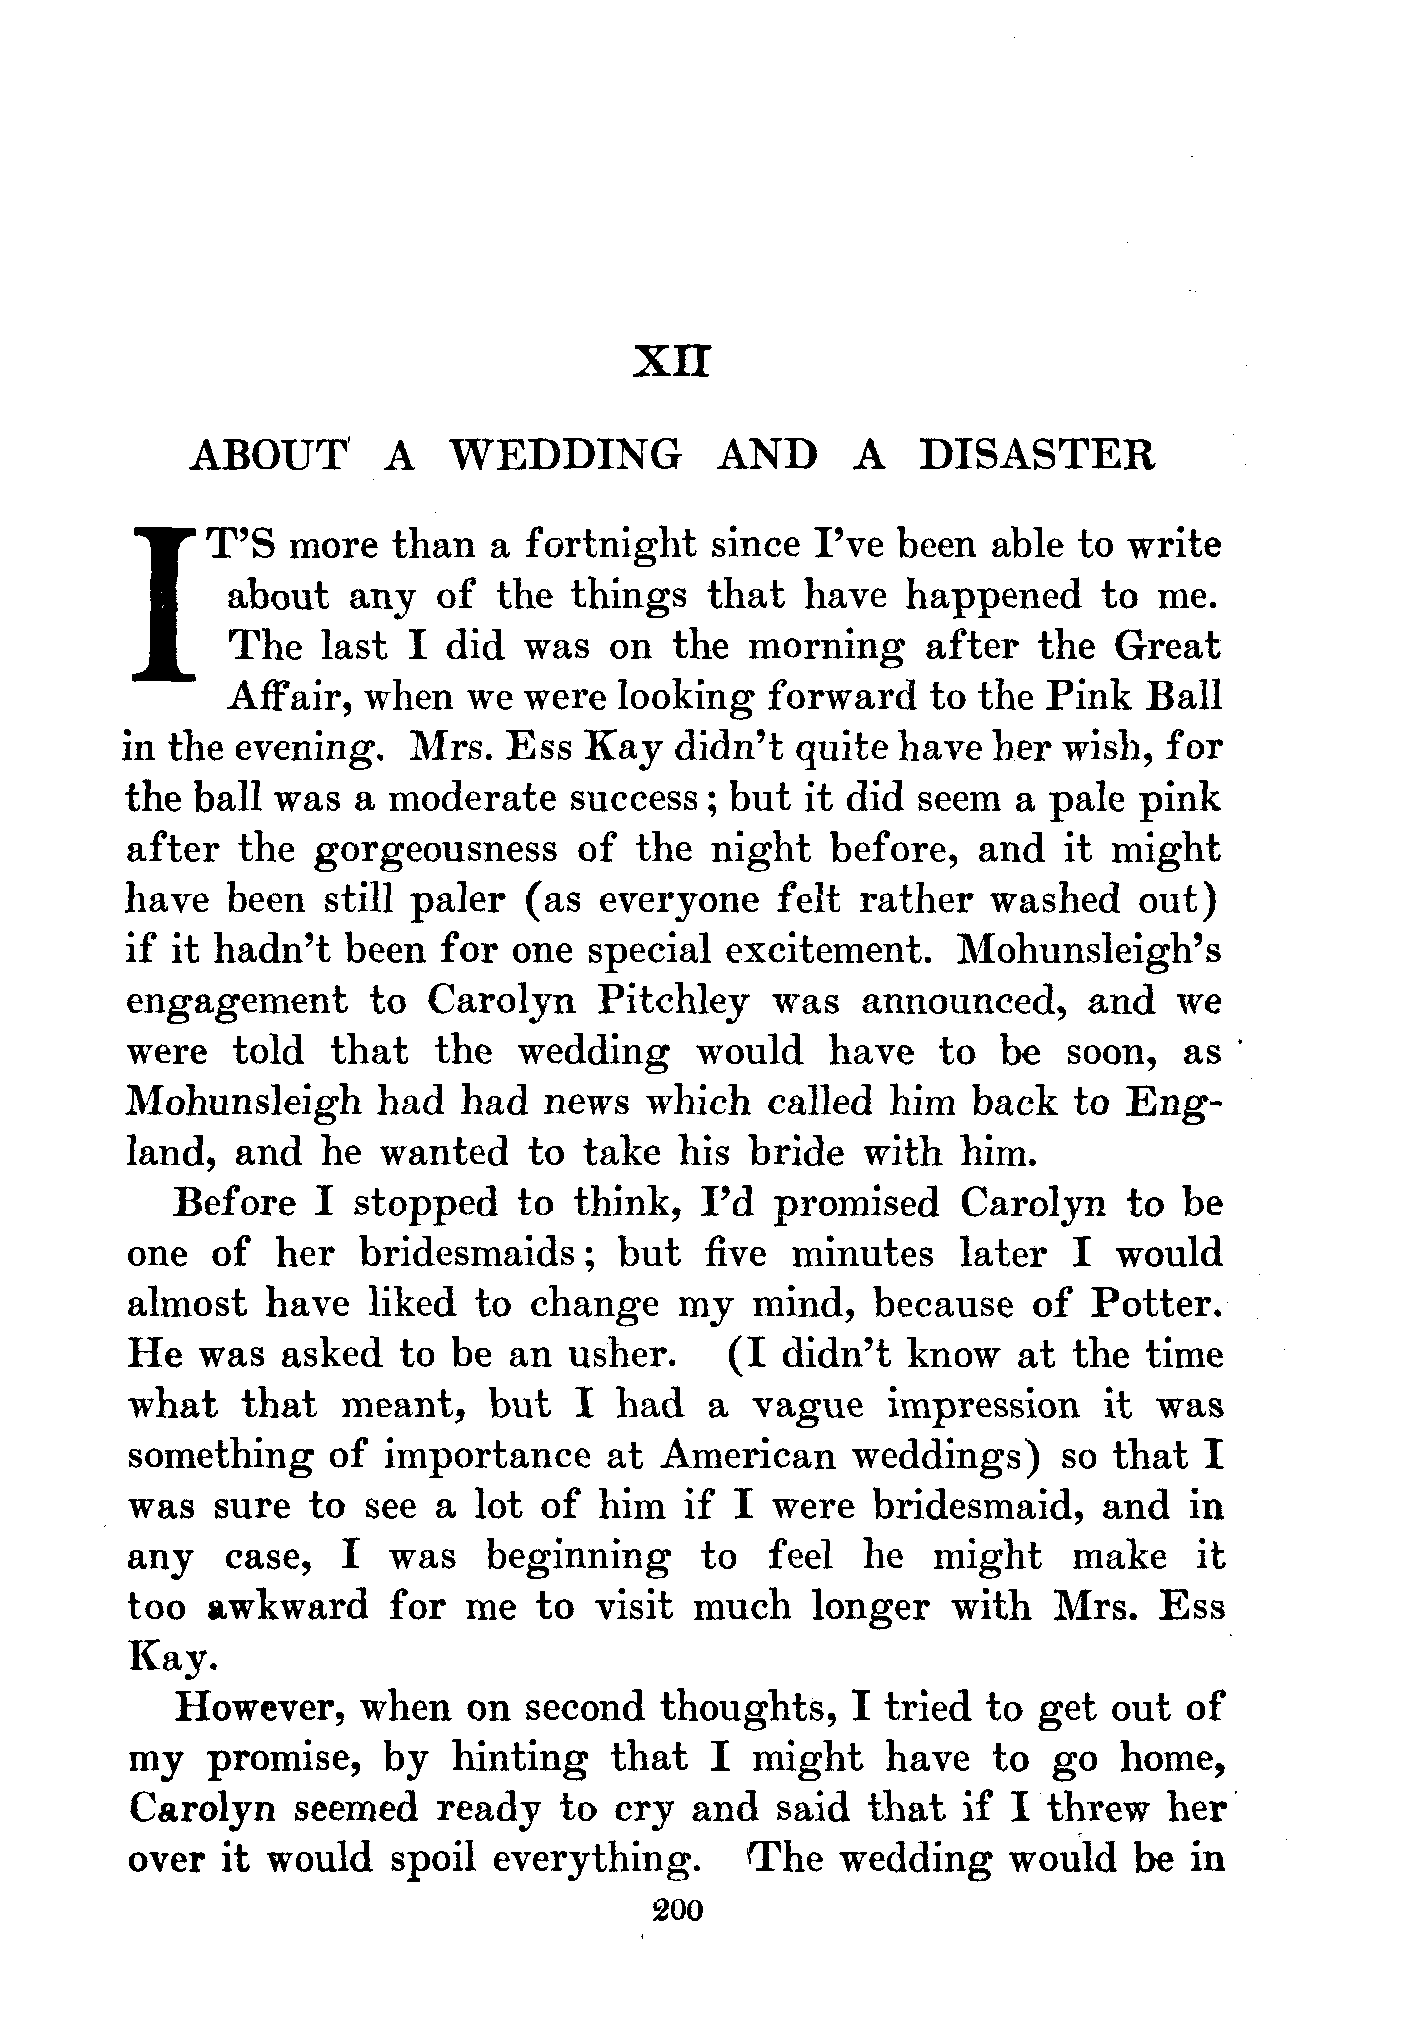 XII
ABOUT A WEDDING AND A DISASTER
IT'S more than a fortnight since I've been able to write
about any of the things that have happened to me.
The last I did was on the morning after the Great
Affair, when we were looking forward to the Pink Ball
in the evening. Mrs. Ess Kay didn't quite have her wish, for
the ball was a moderate success; but it did seem a pale pink
after the gorgeousness of the night before, and it might
have been still paler (as everyone felt rather washed out)
if it hadn't been for one special excitement. Mohunsleigh's
engagement to Carolyn Pitchley was announced, and we
were told that the wedding would have to be soon, as
Mohunsleigh had had news which called him back to Eng-
land, and he wanted to take his bride with him.
Before I stopped to think, I'd promised Carolyn to be
one of her bridesmaids; but five minutes later I would
almost have liked to change my mind, because of Potter.
He was asked to be an usher. (I didn't know at the time
what that meant, but I had a vague impression it was
something of importance at American weddings) so that I
was sure to see a lot of him if I were bridesmaid, and in
any case, I was beginning to feel he might make it
too awkward for me to visit much longer with Mrs. Ess
Kay.
However, when on second thoughts, I tried to get out of
my promise, by hinting that I might have to go home,
Carolyn seemed ready to cry and said that if I threw her
over it would spoil everything. The wedding would be in
200